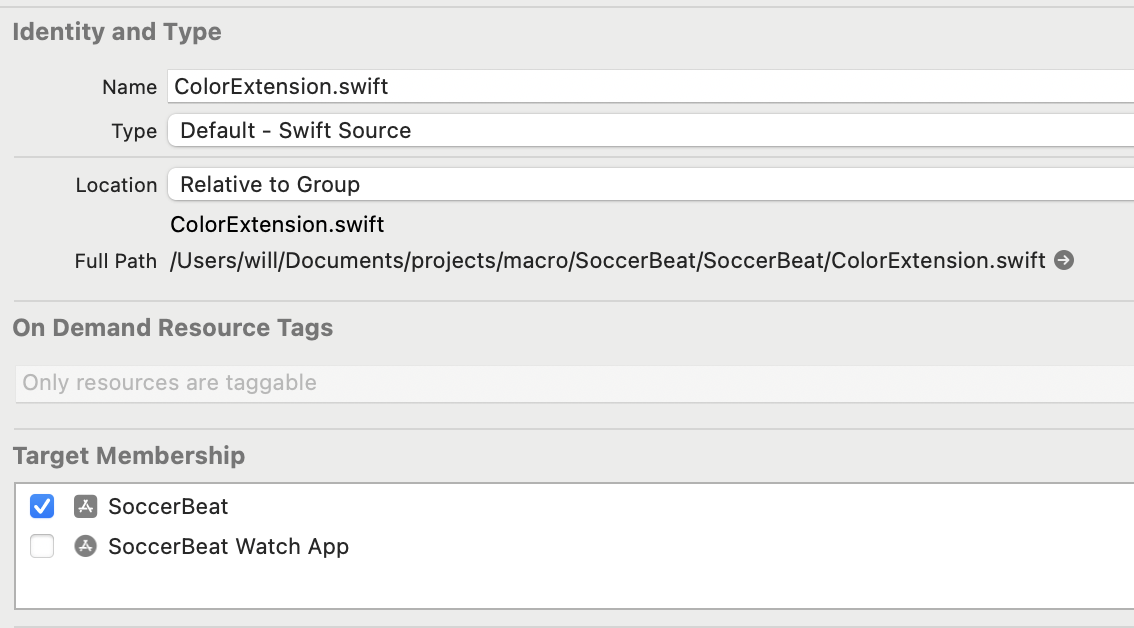 Identity and Type
Name ColorExtension.swift
Type Default - Swift Source
Location Relative to Group
ColorExtension.swift
Full Path /Users/will/Documents/projects/macro/SoccerBeat/SoccerBeat/ColorExtension.swift
On Demand Resource Tags
Only resources are taggable
Target Membership
SoccerBeat
SoccerBeat Watch App